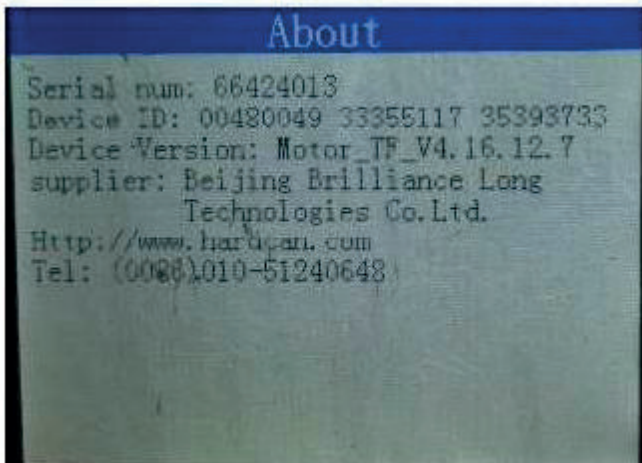 About
Serial num: 66424013
Device ID: 00480049 33355117 35393733
Device Version: Motor_TF_V4.16.12.7
supplier: Beijing Brilliance Long
Technologies Co.Ltd.
Http://www.hardcan.com
Tel: (0086)010-51240648